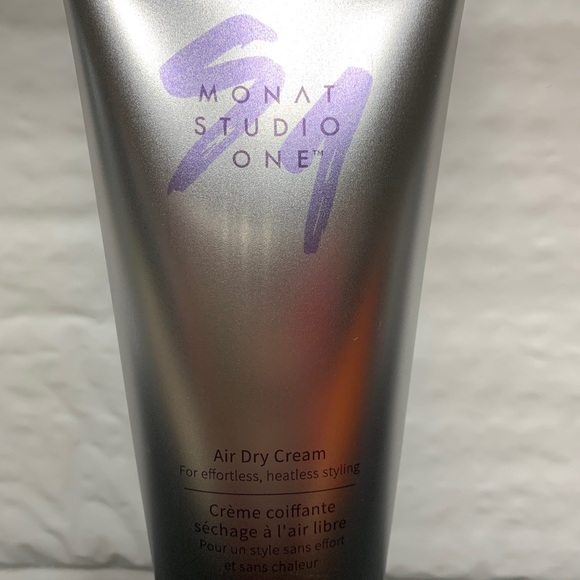 S1
MONAT
STUDIO
ONE™
Air Dry Cream
For effortless, heatless styling
Crème coiffante
séchage à l'air libre
Pour un style sans effort
et sans chaleur